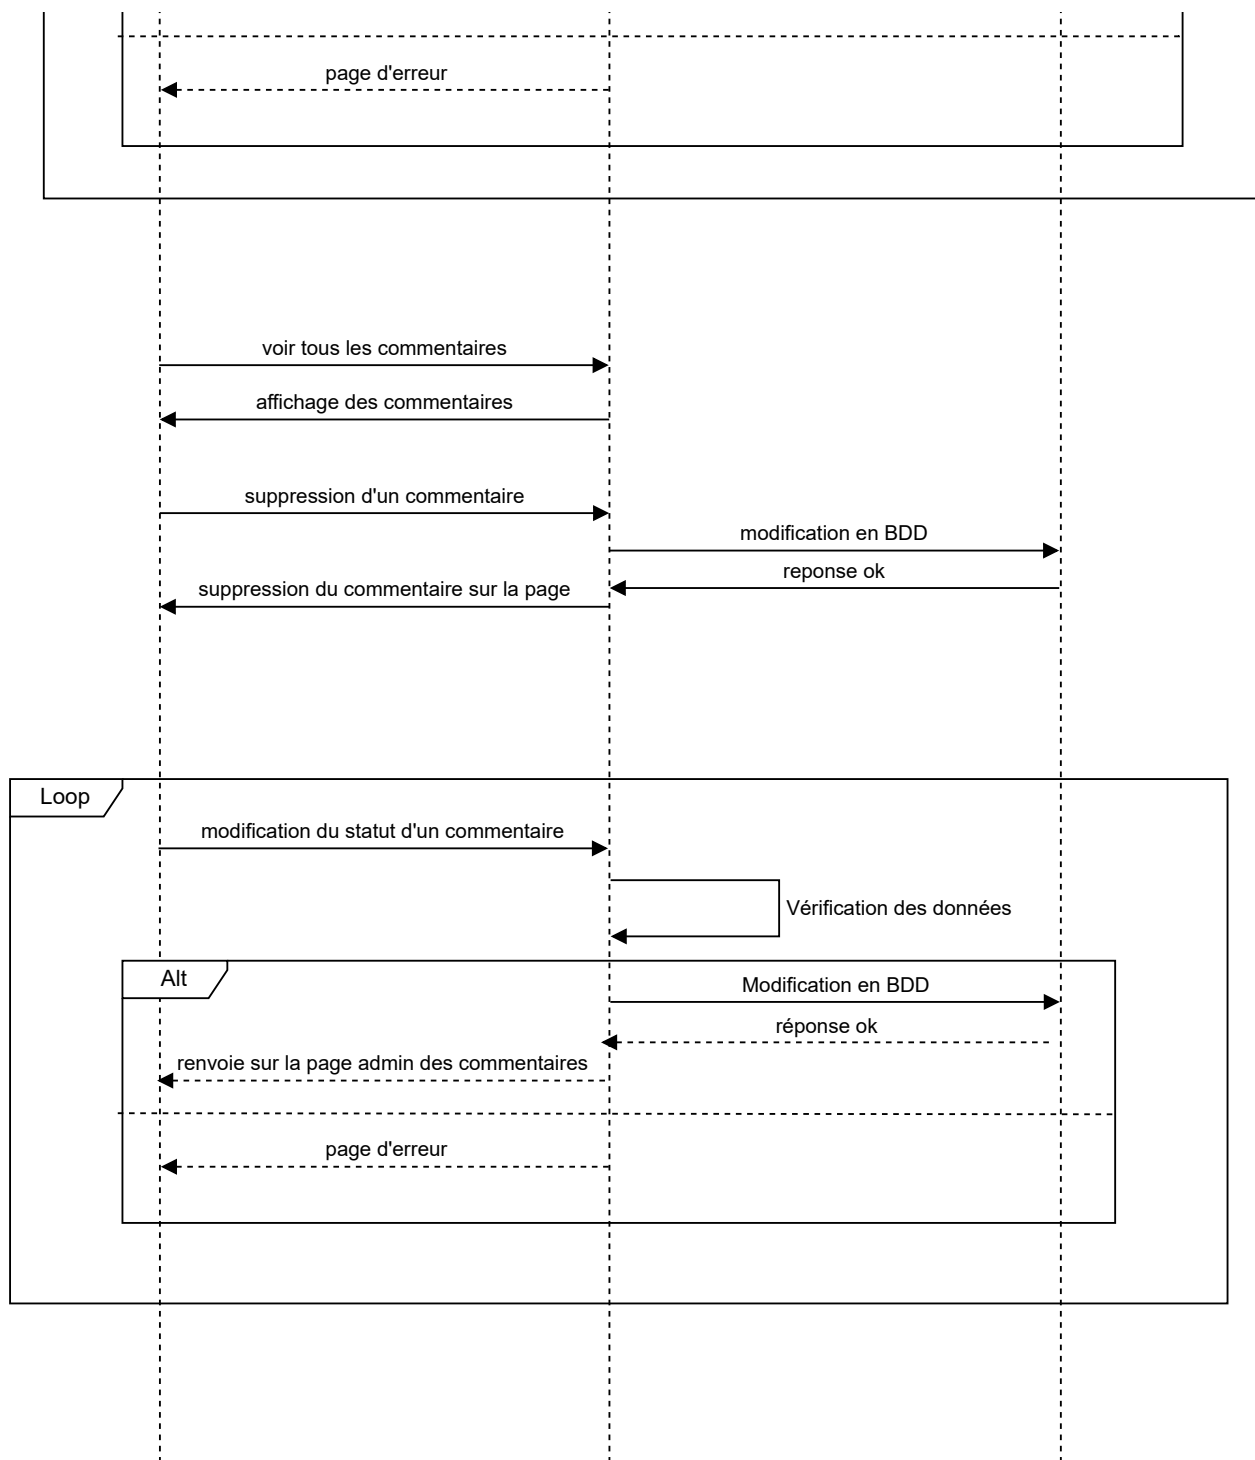 page d'erreur
voir tous les commentaires
affichage des commentaires
suppression d'un commentaire
modification en BDD
reponse ok
suppression du commentaire sur la page
Loop
modification du statut d'un commentaire
Vérification des données
Alt
Modification en BDD
réponse ok
renvoie sur la page admin des commentaires
page d'erreur